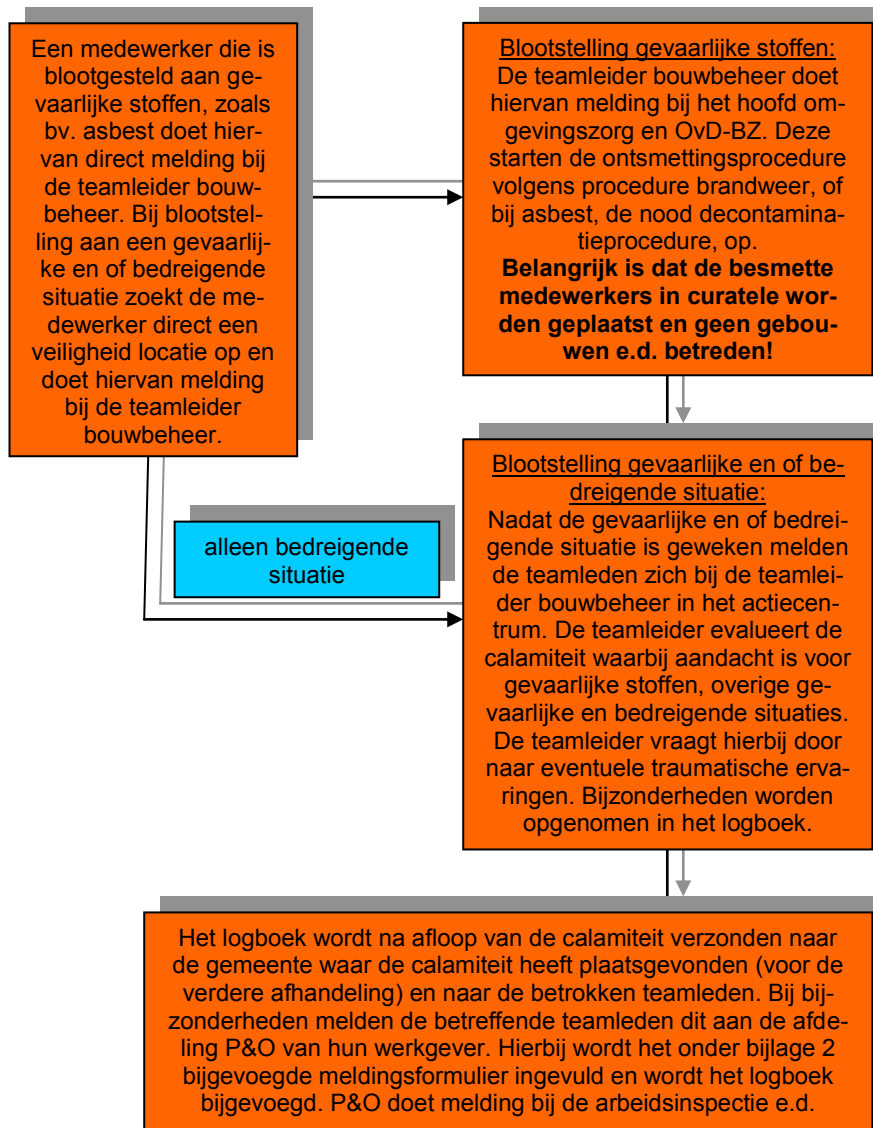 Een medewerker die is
blootgesteld aan ge-
vaarlijke stoffen, zoals
bv. asbest doet hier-
van direct melding bij
de teamleider bouw-
beheer. Bij blootstel-
ling aan een gevaarlij-
ke en of bedreigende
situatie zoekt de me-
dewerker direct een
veiligheid locatie op en
doet hiervan melding
bij de teamleider
bouwbeheer.
Blootstelling gevaarlijke stoffen:
De teamleider bouwbeheer doet
hiervan melding bij het hoofd om-
gevingszorg en OvD-BZ. Deze
starten de ontsmettingsprocedure
volgens procedure brandweer, of
bij asbest, de nood decontamina-
tieprocedure, op.
Belangrijk is dat de besmette
medewerkers in curatele wor-
den geplaatst en geen gebou-
wen e.d. betreden!
alleen bedreigende
situatie
Blootstelling gevaarlijke en of be-
dreigende situatie:
Nadat de gevaarlijke en of bedrei-
gende situatie is geweken melden
de teamleden zich bij de teamlei-
der bouwbeheer in het actiecen-
trum. De teamleider evalueert de
calamiteit waarbij aandacht is voor
gevaarlijke stoffen, overige ge-
vaarlijke en bedreigende situaties.
De teamleider vraagt hierbij door
naar eventuele traumatische erva-
ringen. Bijzonderheden worden
opgenomen in het logboek.
Het logboek wordt na afloop van de calamiteit verzonden naar
de gemeente waar de calamiteit heeft plaatsgevonden (voor de
verdere afhandeling) en naar de betrokken teamleden. Bij bij-
zonderheden melden de betreffende teamleden dit aan de afde-
ling P&O van hun werkgever. Hierbij wordt het onder bijlage 2
bijgevoegde meldingsformulier ingevuld en wordt het logboek
bijgevoegd. P&O doet melding bij de arbeidsinspectie e.d.